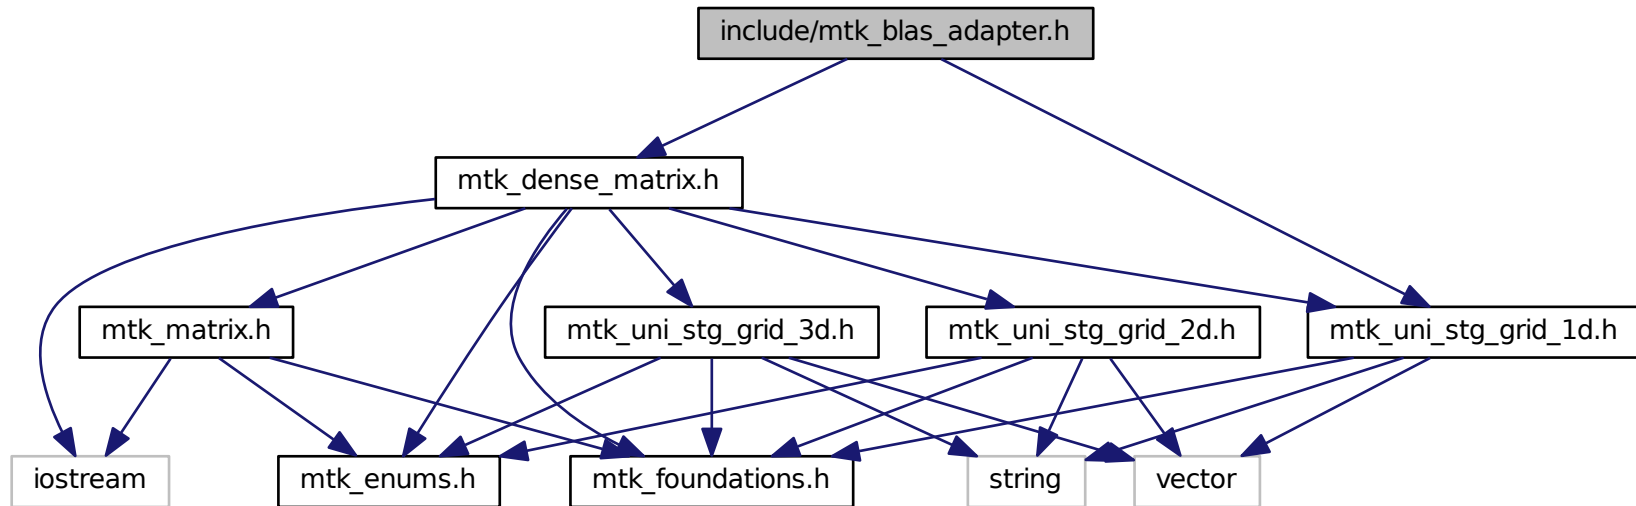 include/mtk_blas_adapter.h
mtk_dense_matrix.h
mtk_matrix.h
mtk_uni_stg_grid_3d.h
mtk_uni_stg_grid_2d.h
mtk_uni_stg_grid_1d.h
iostream
mtk_enums.h
mtk_foundations.h
string
vector